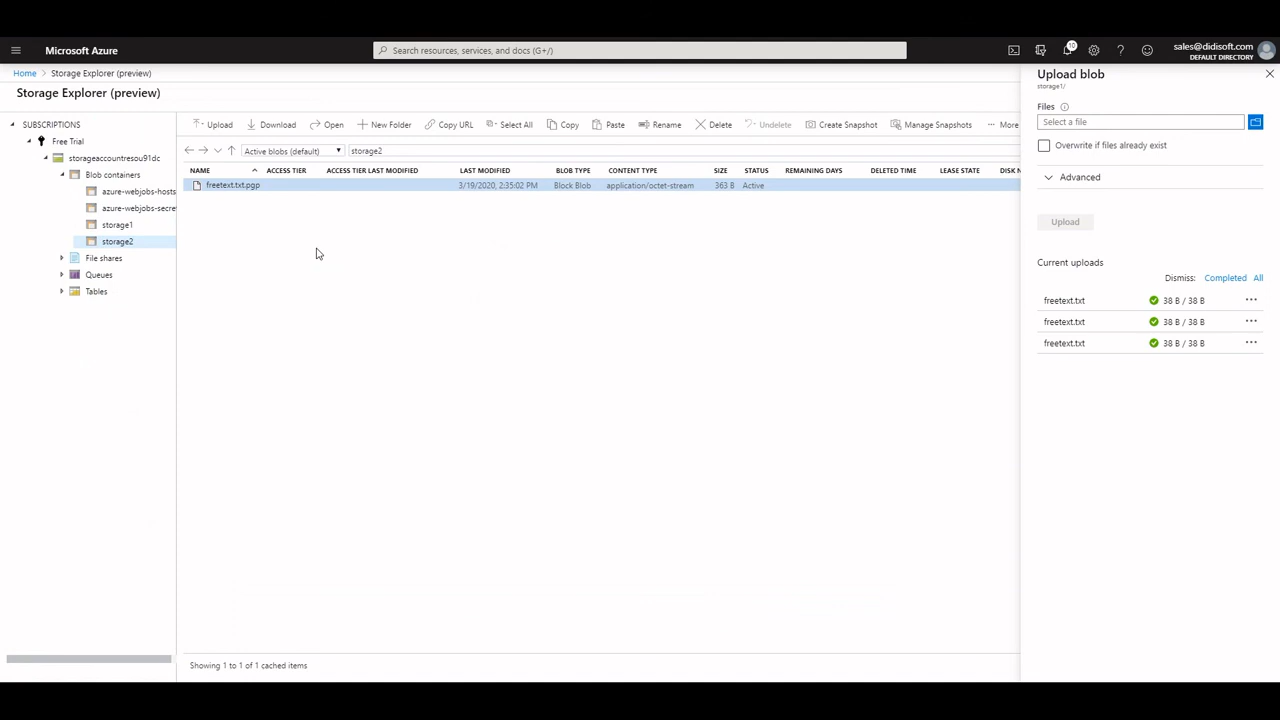 Microsoft Azure
Search resources, services, and docs (G+/)
10
sales@didisoft.com
DEFAULT DIRECTORY
Home > Storage Explorer (preview)
Storage Explorer (preview)
SUBSCRIPTIONS
Free Trial
storageaccountresou91dc
Blob containers
azure-webjobs-hosts
azure-webjobs-secre
storage1
storage2
File shares
Queues
Tables
Upload Download Open New Folder Copy URL Select All Copy Paste Rename Delete Undelete Create Snapshot Manage Snapshots ... More
Active blobs (default) storage2
NAME ACCESS TIER ACCESS TIER LAST MODIFIED LAST MODIFIED BLOB TYPE CONTENT TYPE SIZE STATUS REMAINING DAYS DELETED TIME LEASE STATE DISK N
freetext.txt.pgp 3/19/2020, 2:35:02 PM Block Blob application/octet-stream 363 B Active
Showing 1 to 1 of 1 cached items
Upload blob
storage1/
Files
Select a file
Overwrite if files already exist
Advanced
Upload
Current uploads
Dismiss: Completed All
freetext.txt 38 B / 38 B ...
freetext.txt 38 B / 38 B ...
freetext.txt 38 B / 38 B ...